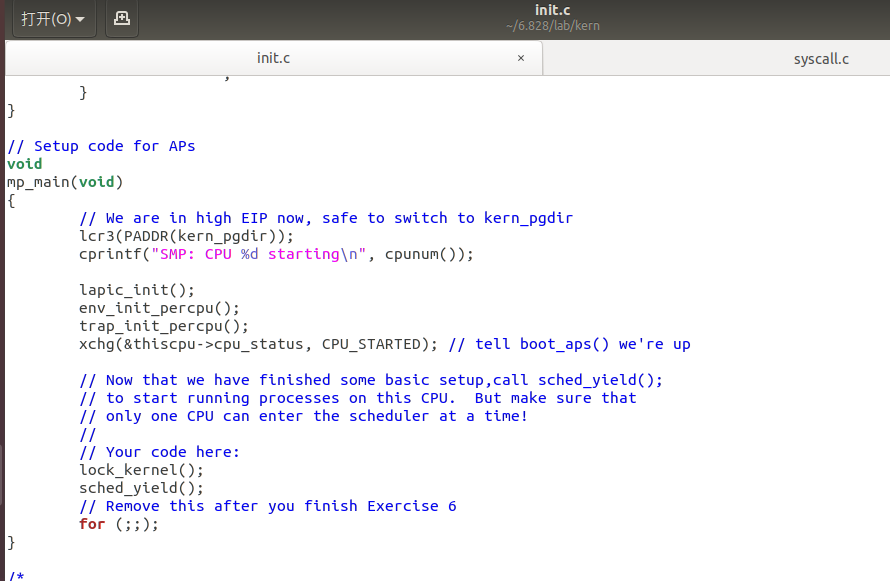 打开(O)
init.c
~/6.828/lab/kern
init.c ×
syscall.c
}
}
// Setup code for APs
void
mp_main(void)
{
// We are in high EIP now, safe to switch to kern_pgdir
lcr3(PADDR(kern_pgdir));
cprintf("SMP: CPU %d starting\n", cpunum());
lapic_init();
env_init_percpu();
trap_init_percpu();
xchg(&thiscpu->cpu_status, CPU_STARTED); // tell boot_aps() we're up
// Now that we have finished some basic setup,call sched_yield();
// to start running processes on this CPU.  But make sure that
// only one CPU can enter the scheduler at a time!
//
// Your code here:
lock_kernel();
sched_yield();
// Remove this after you finish Exercise 6
for (;;);
}
/*